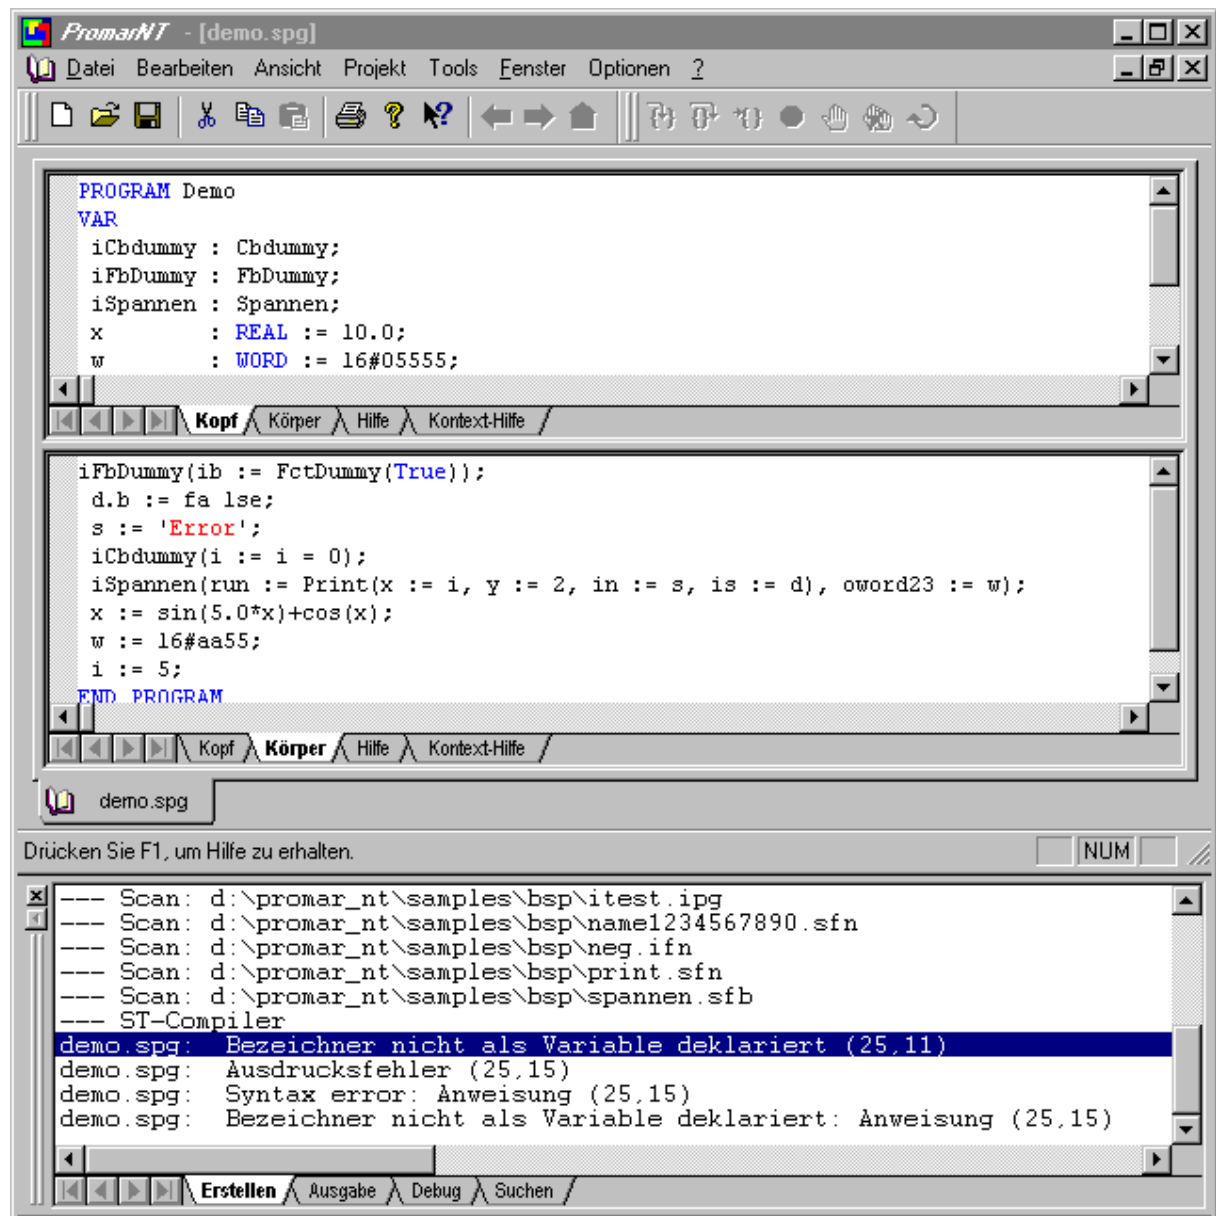 PromarNT - [demo.spg]
Datei Bearbeiten Ansicht Projekt Tools Fenster Optionen ?
PROGRAM Demo
VAR
iCbdummy : Cbdummy;
iFbDummy : FbDummy;
iSpannen : Spannen;
x : REAL := 10.0;
w : WORD := 16#05555;
Kopf Körper Hilfe Kontext-Hilfe
iFbDummy(ib := FctDummy(True));
d.b := fa lse;
s := 'Error';
iCbdummy(i := i = 0);
iSpannen(run := Print(x := i, y := 2, in := s, is := d), oword23 := w);
x := sin(5.0*x)+cos(x);
w := 16#aa55;
i := 5;
END_PROGRAM
Kopf Körper Hilfe Kontext-Hilfe
demo.spg
Drücken Sie F1, um Hilfe zu erhalten. NUM
--- Scan: d:\promar_nt\samples\bsp\itest.ipg
--- Scan: d:\promar_nt\samples\bsp\name1234567890.sfn
--- Scan: d:\promar_nt\samples\bsp\neg.ifn
--- Scan: d:\promar_nt\samples\bsp\print.sfn
--- Scan: d:\promar_nt\samples\bsp\spannen.sfb
--- ST-Compiler
demo.spg: Bezeichner nicht als Variable deklariert (25,11)
demo.spg: Ausdrucksfehler (25,15)
demo.spg: Syntax error: Anweisung (25,15)
demo.spg: Bezeichner nicht als Variable deklariert: Anweisung (25,15)
Erstellen Ausgabe Debug Suchen